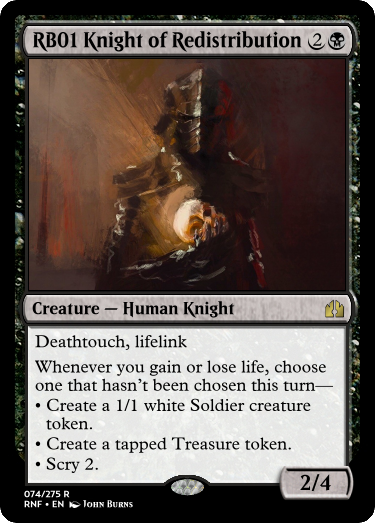 RB01 Knight of Redistribution 2
Creature — Human Knight
Deathtouch, lifelink
Whenever you gain or lose life, choose
one that hasn't been chosen this turn—
• Create a 1/1 white Soldier creature
token.
• Create a tapped Treasure token.
• Scry 2.
2/4
074/275 R
RNF • EN John Burns